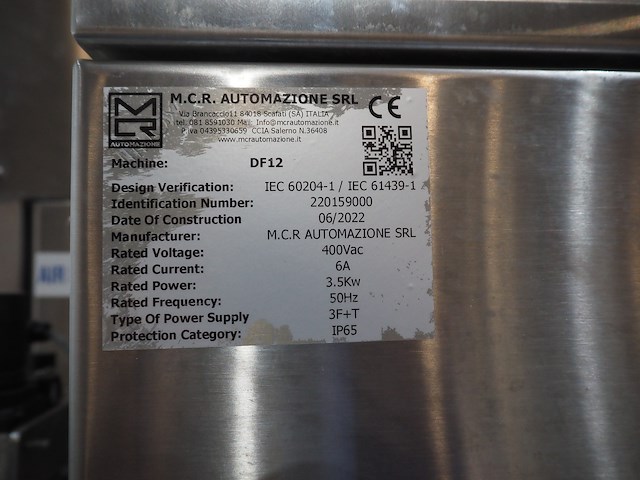 M.C.R. AUTOMAZIONE SRL
Via Brancaccio11 84018 Scafati (SA) ITALIA
tel. 081 8591030 Mail: Info@mcrautomazione.it
P.iva 04395330659 CCIA Salerno N.36408
www.mcrautomazione.it
CE
MCR
AUTOMAZIONE
Machine: DF12
Design Verification: IEC 60204-1 / IEC 61439-1
Identification Number: 220159000
Date Of Construction 06/2022
Manufacturer: M.C.R AUTOMAZIONE SRL
Rated Voltage: 400Vac
Rated Current: 6A
Rated Power: 3.5Kw
Rated Frequency: 50Hz
Type Of Power Supply 3F+T
Protection Category: IP65
AIR